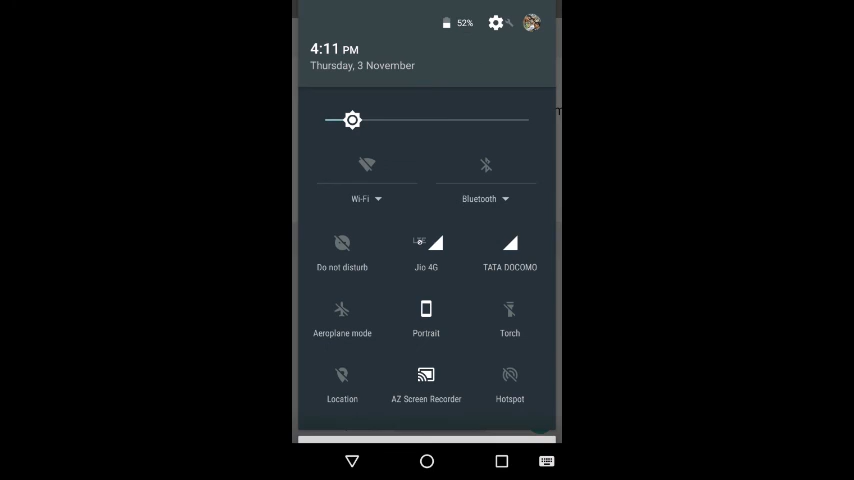 52%
4:11 PM
Thursday, 3 November
Wi-Fi
Bluetooth
Do not disturb
LTE
Jio 4G
TATA DOCOMO
Aeroplane mode
Portrait
Torch
Location
AZ Screen Recorder
Hotspot